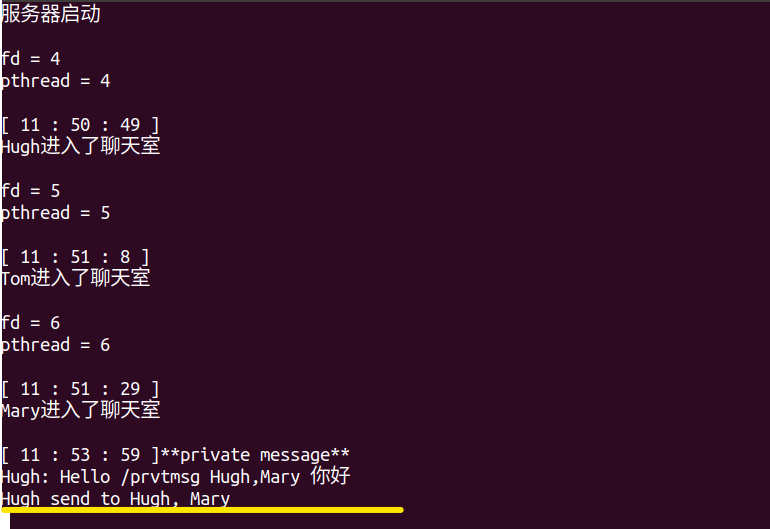 服务器启动
fd = 4
pthread = 4
[ 11 : 50 : 49 ]
Hugh进入了聊天室
fd = 5
pthread = 5
[ 11 : 51 : 8 ]
Tom进入了聊天室
fd = 6
pthread = 6
[ 11 : 51 : 29 ]
Mary进入了聊天室
[ 11 : 53 : 59 ]**private message**
Hugh: Hello /prvtmsg Hugh,Mary 你好
Hugh send to Hugh, Mary